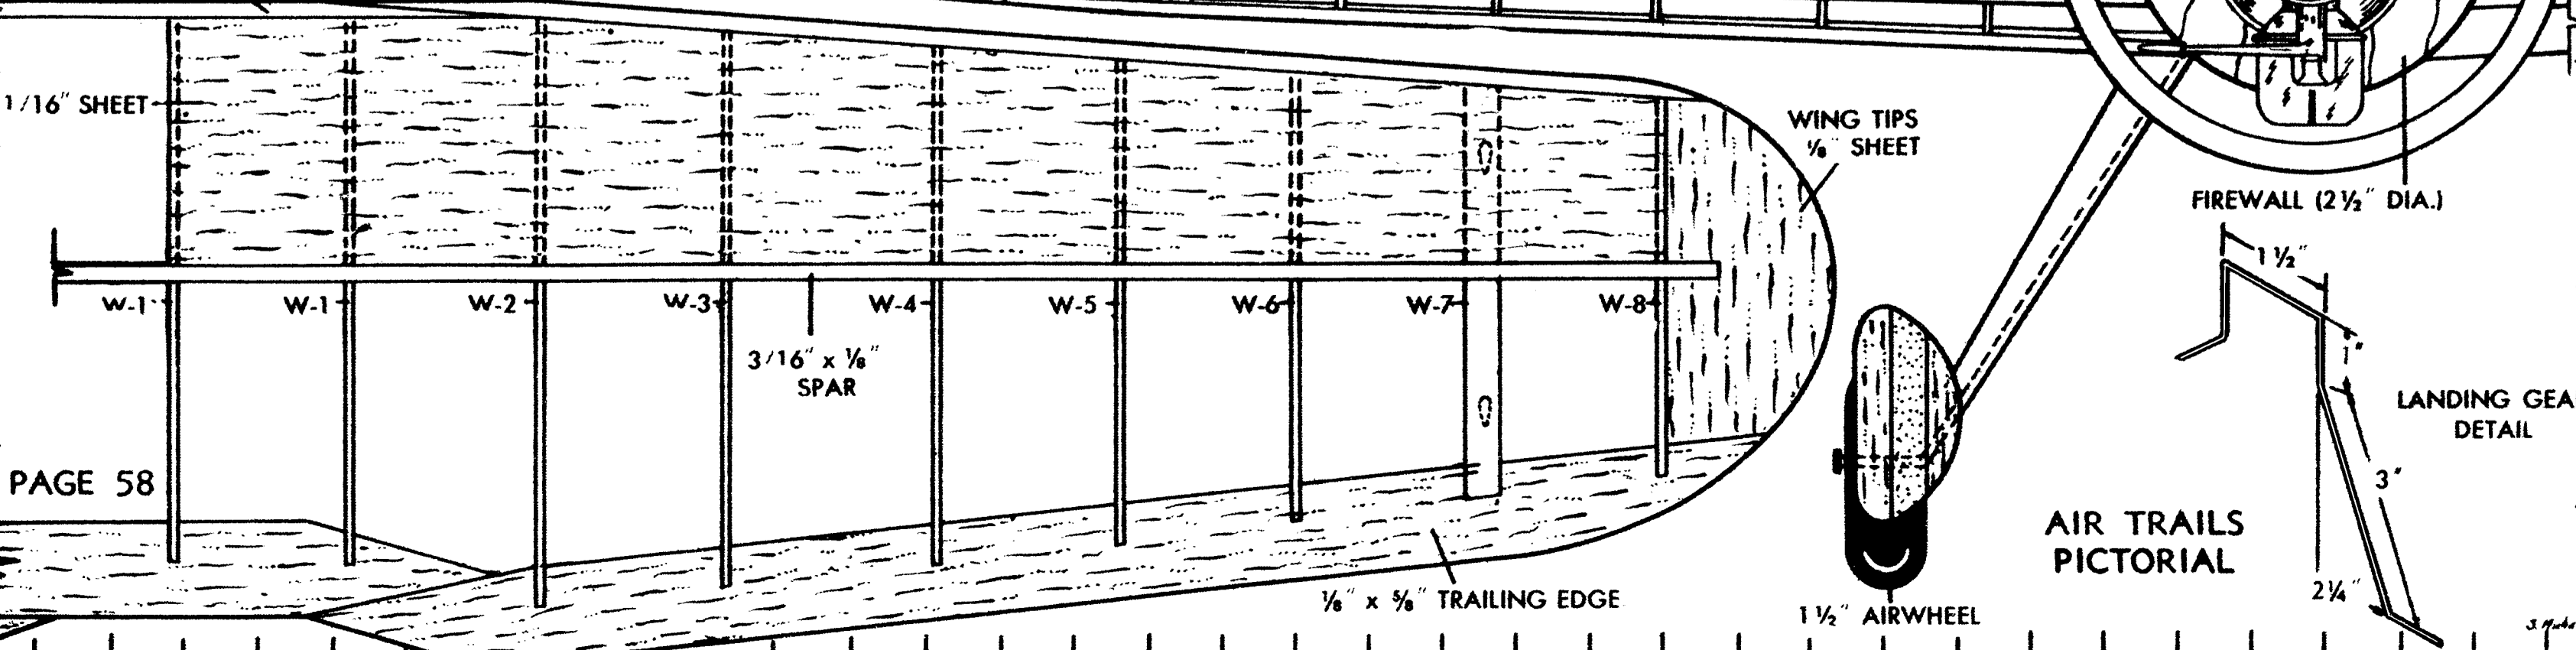 1/16" SHEET
WING TIPS
⅛" SHEET
FIREWALL (2½" DIA.)
1½"
W-1
W-1
W-2
W-3
W-4
W-5
W-6
W-7
W-8
3/16" x ⅛"
SPAR
1"
LANDING GEA
DETAIL
PAGE 58
3"
AIR TRAILS
PICTORIAL
2¼"
⅛" x ⅝" TRAILING EDGE
1½" AIRWHEEL